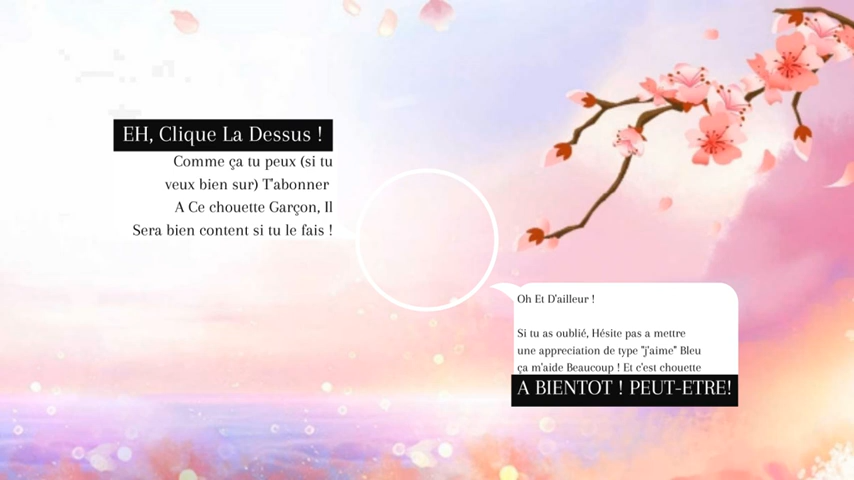 EH, Clique La Dessus !
Comme ça tu peux (si tu
veux bien sur) T'abonner
A Ce chouette Garçon, Il
Sera bien content si tu le fais !
Oh Et D'ailleur !
Si tu as oublié, Hésite pas a mettre
une appreciation de type "j'aime" Bleu
ça m'aide Beaucoup ! Et c'est chouette
A BIENTOT ! PEUT-ETRE!